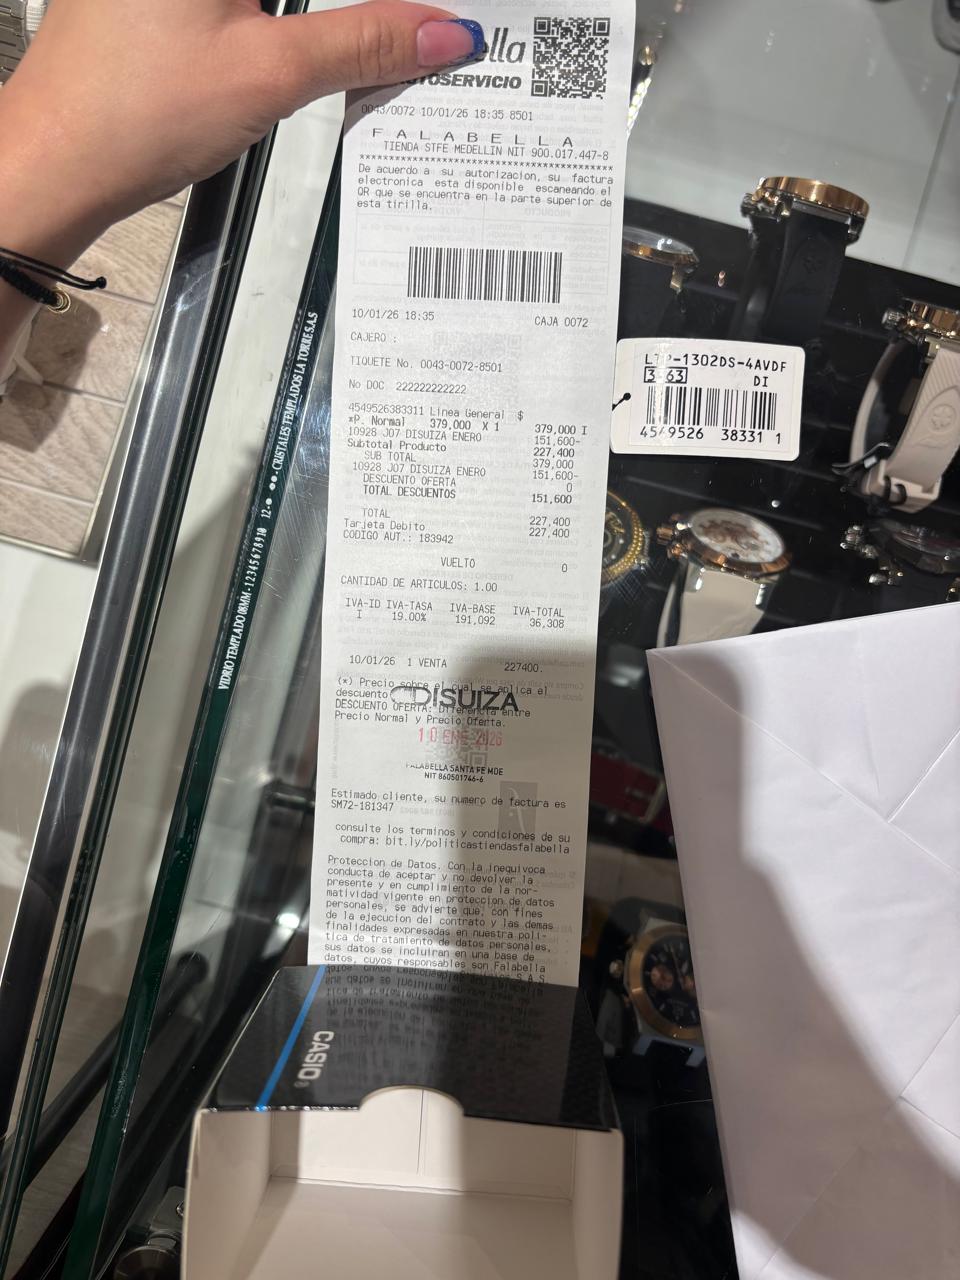 ella
AUTOSERVICIO
0043/0072 10/01/26 18:35 8501
F A L A B E L L A
TIENDA STFE MEDELLIN NIT 900.017.447-8
******************************************
De acuerdo a su autorizacion, su factura
electronica esta disponible escaneando el
QR que se encuentra en la parte superior de
esta tirilla.
10/01/26 18:35 CAJA 0072
CAJERO :
TIQUETE No. 0043-0072-8501
No DOC 222222222222
4549526383311 Linea General $
*P. Normal 379,000 X 1 379,000 I
10928 J07 DISUIZA ENERO 151,600-
Subtotal Producto 227,400
SUB TOTAL 379,000
10928 J07 DISUIZA ENERO 151,600-
DESCUENTO OFERTA 0
TOTAL DESCUENTOS 151,600
TOTAL 227,400
Tarjeta Debito 227,400
CODIGO AUT.: 183942
VUELTO 0
CANTIDAD DE ARTICULOS: 1.00
IVA-ID IVA-TASA IVA-BASE IVA-TOTAL
I 19.00% 191,092 36,308
10/01/26 1 VENTA 227400.
(*) Precio sobre el cual se aplica el
descuento
DISUIZA
DESCUENTO OFERTA: Diferencia entre
Precio Normal y Precio Oferta.
10 ENE 2026
FALABELLA SANTA FE MDE
NIT 860501746-6
Estimado cliente, su numero de factura es
SM72-181347
consulte los terminos y condiciones de su
compra: bit.ly/politicastiendasfalabella
Proteccion de Datos. Con la inequivoca
conducta de aceptar y no devolver la
presente y en cumplimiento de la nor-
matividad vigente en proteccion de datos
personales, se advierte que, con fines
de la ejecucion del contrato y las demas
finalidades expresadas en nuestra poli-
tica de tratamiento de datos personales,
sus datos se incluiran en una base de
datos, cuyos responsables son Falabella
S.A.S.
CASIO
LTP-1302DS-4AVDF
3363 DI
4549526 38331 1
VIDRIO TEMPLADO 08MM - 12345678910 12- ●● - CRISTALES TEMPLADOS LA TORRE S.A.S